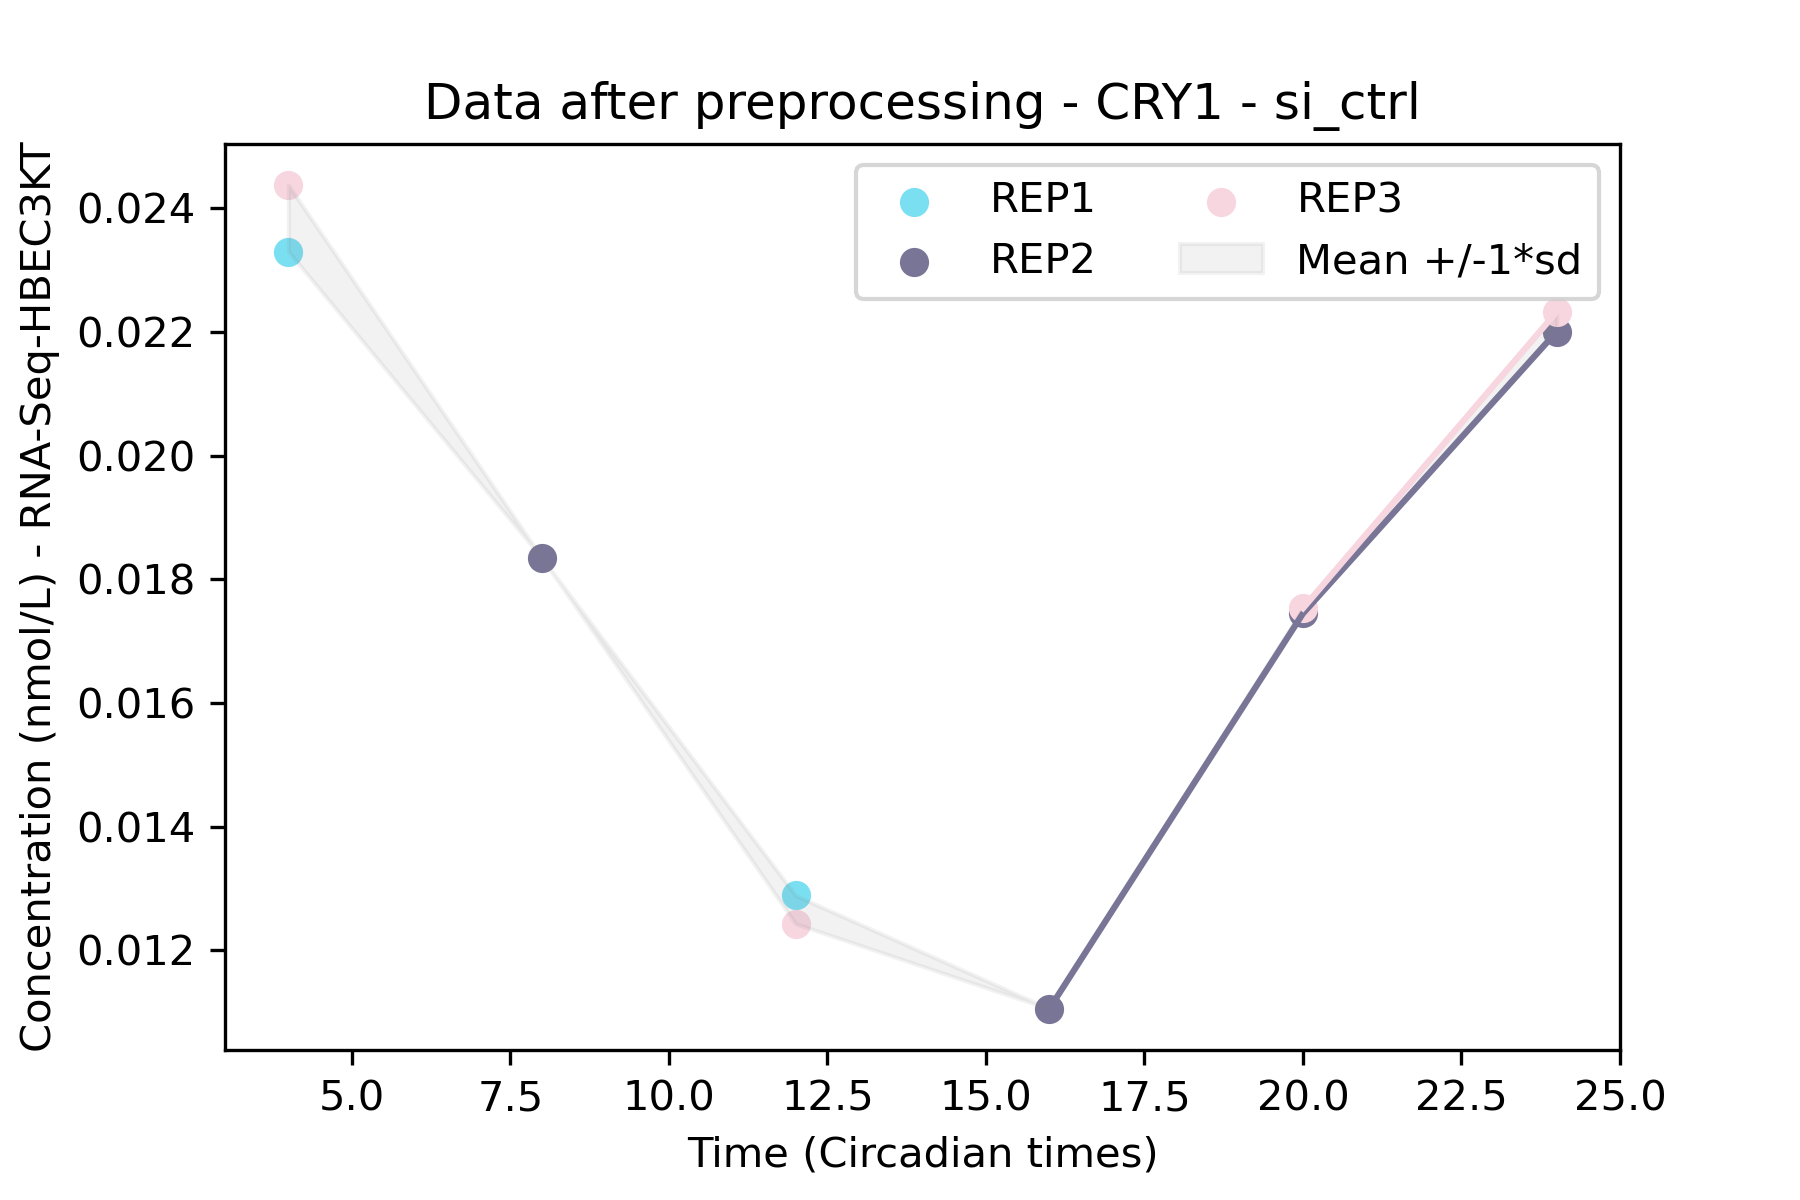 Data after preprocessing - CRY1 - si_ctrl
Concentration (nmol/L) - RNA-Seq-HBEC3KT
0.024
0.022
0.020
0.018
0.016
0.014
0.012
REP1
REP2
REP3
Mean +/-1*sd
5.0 7.5 10.0 12.5 15.0 17.5 20.0 22.5 25.0
Time (Circadian times)